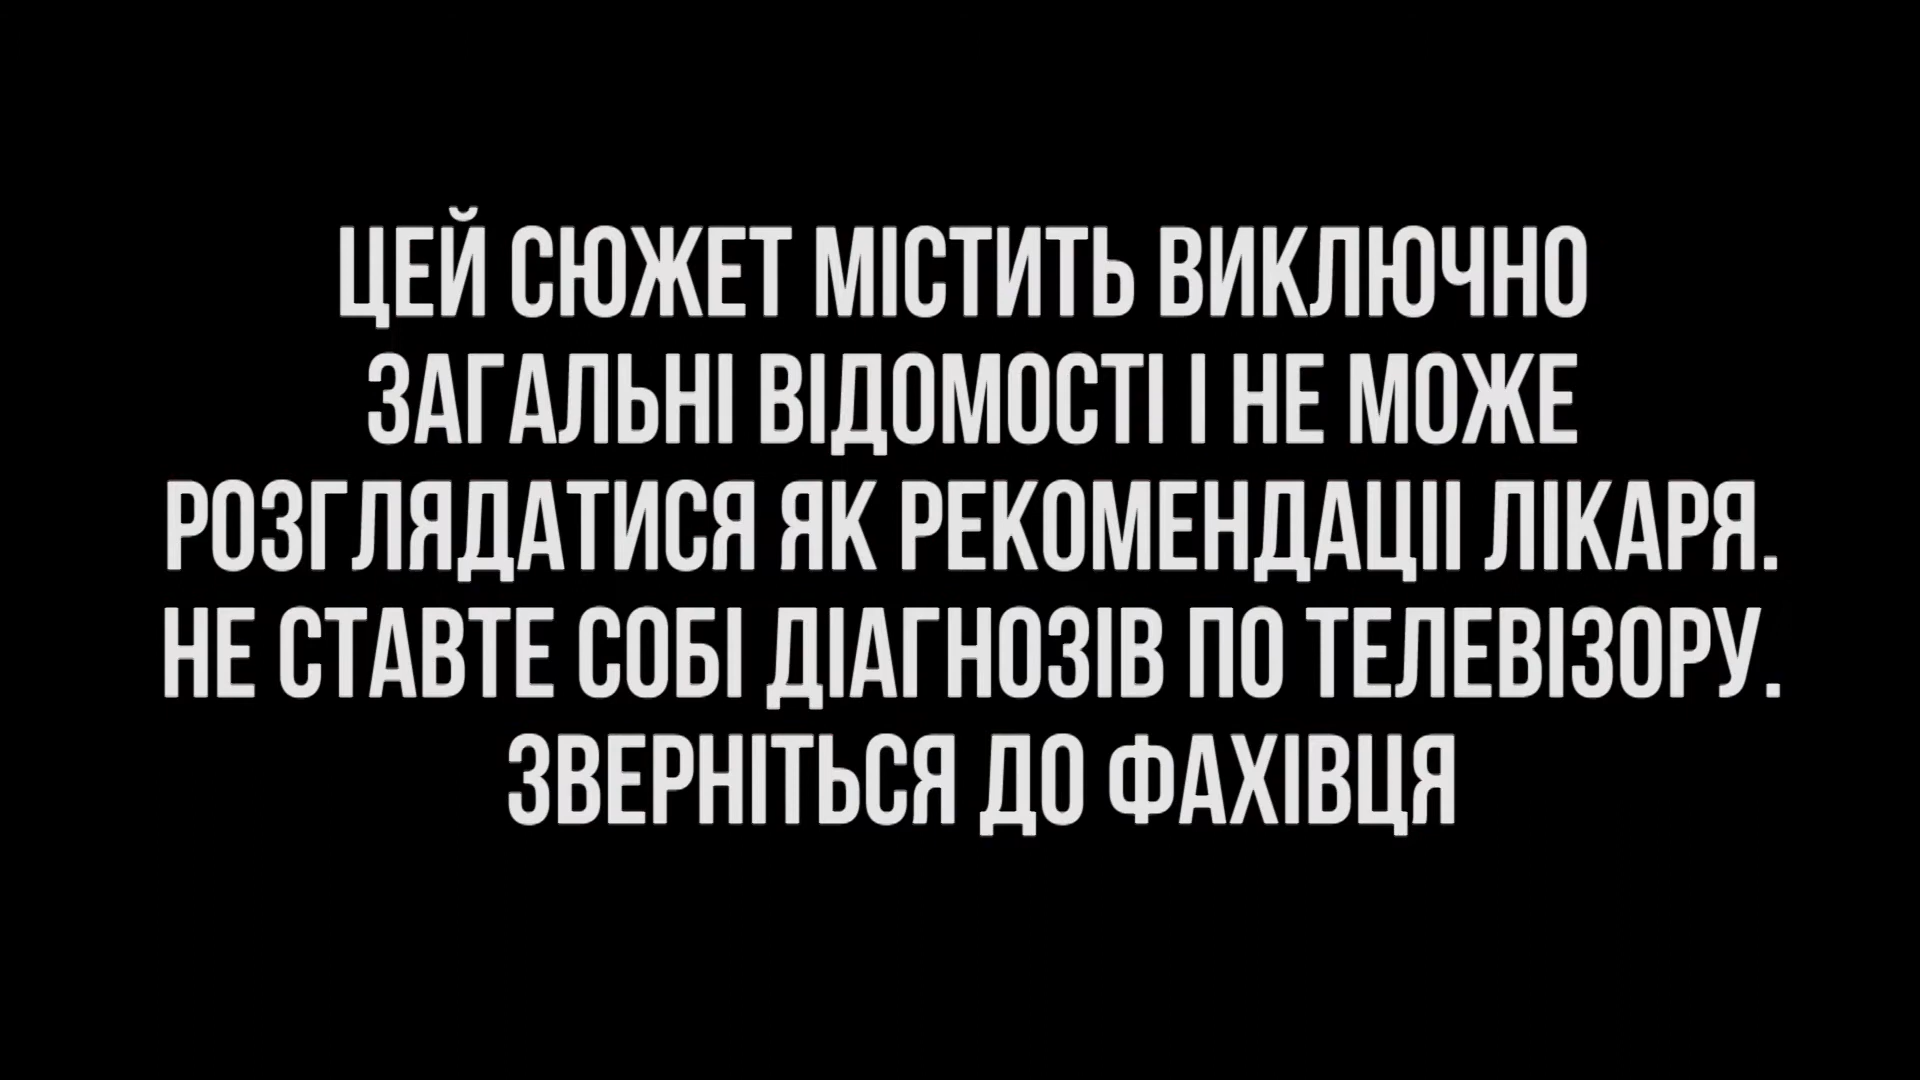 ЦЕЙ СЮЖЕТ МІСТИТЬ ВИКЛЮЧНО
ЗАГАЛЬНІ ВІДОМОСТІ І НЕ МОЖЕ
РОЗГЛЯДАТИСЯ ЯК РЕКОМЕНДАЦІІ ЛІКАРЯ.
НЕ СТАВТЕ СОБІ ДІАГНОЗІВ ПО ТЕЛЕВІЗОРУ.
ЗВЕРНІТЬСЯ ДО ФАХІВЦЯ